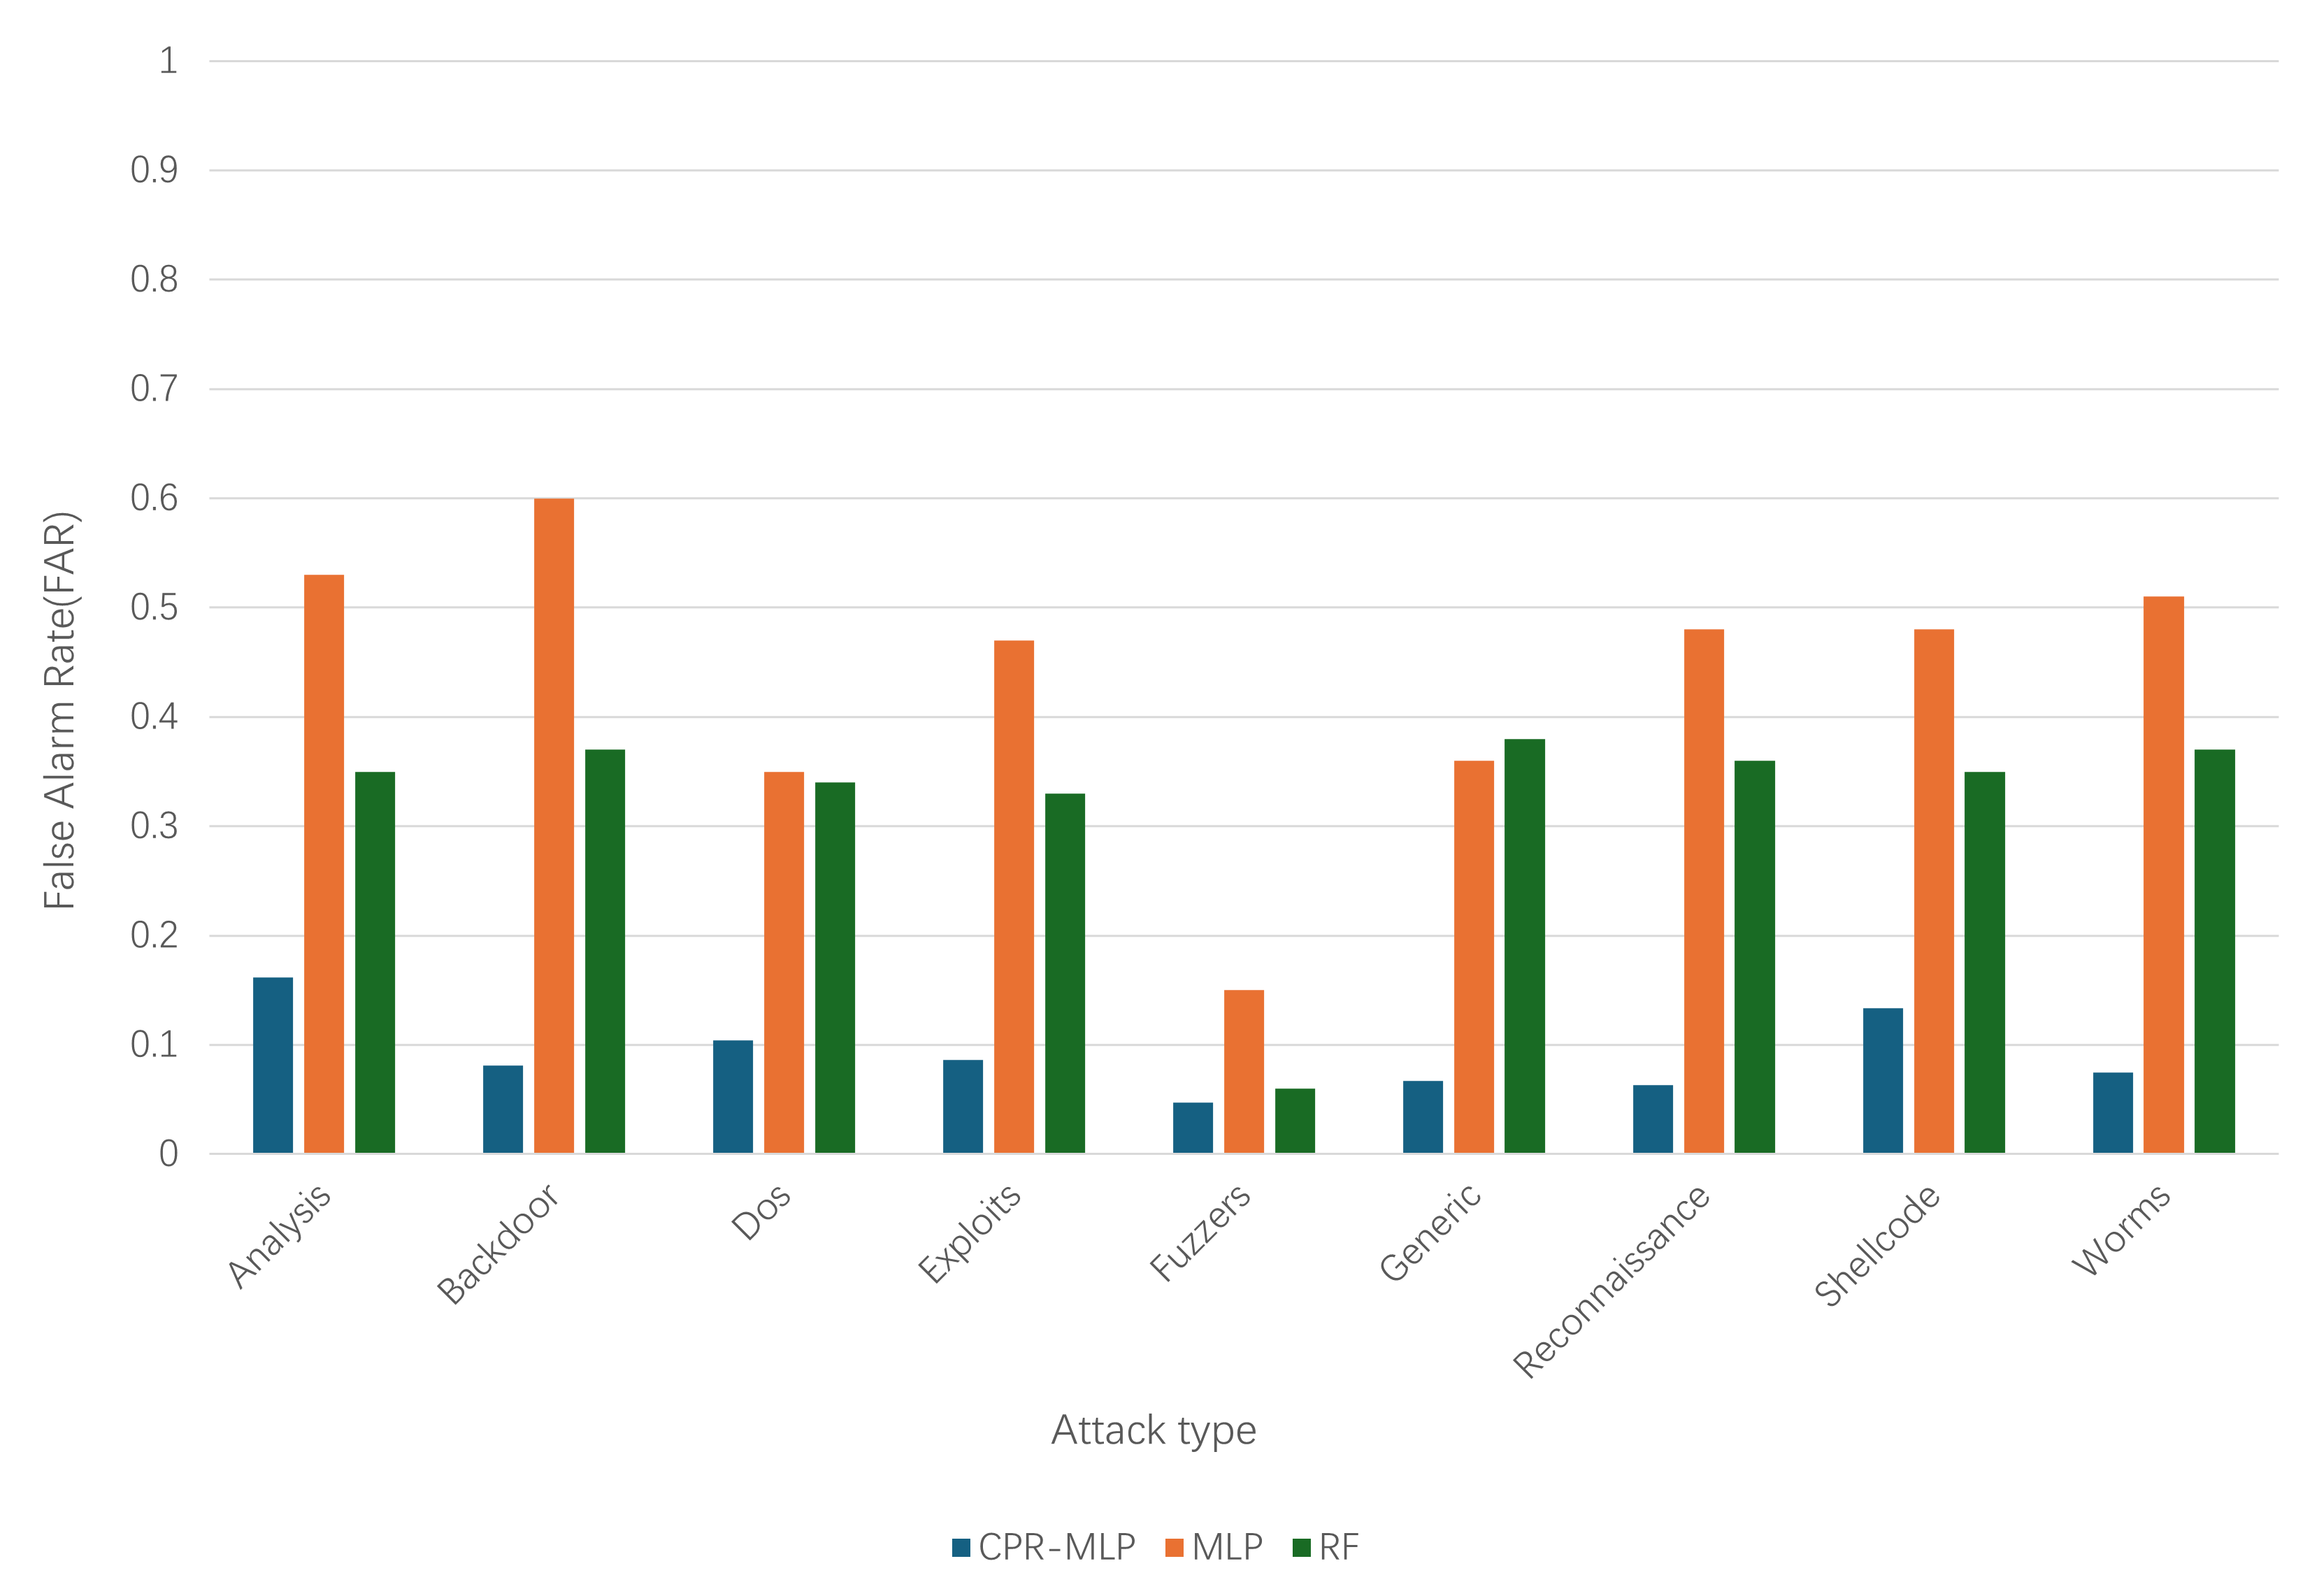 1
0.9
0.8
0.7
0.6
0.5
0.4
0.3
0.2
0.1
0
False Alarm Rate(FAR)
Analysis
Backdoor
Dos
Exploits
Fuzzers
Generic
Reconnaissance
Shellcode
Worms
Attack type
CPR-MLP MLP RF